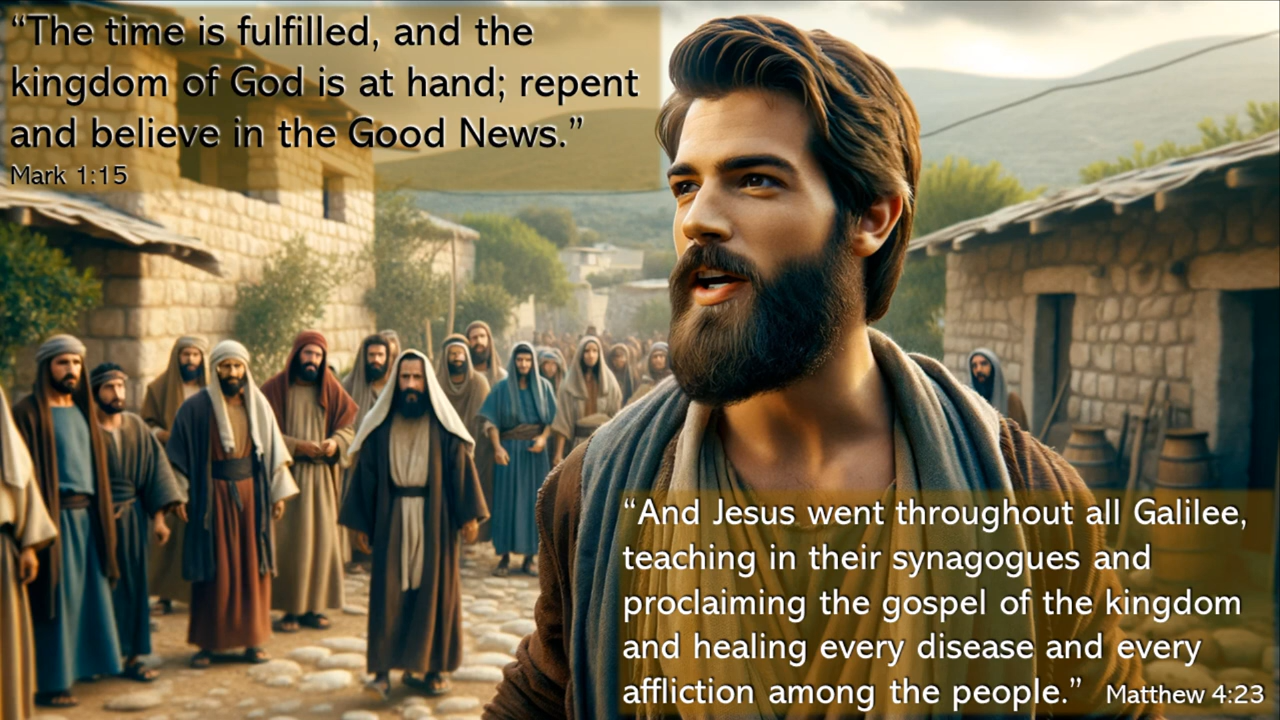 “The time is fulfilled, and the
kingdom of God is at hand; repent
and believe in the Good News.”
Mark 1:15
“And Jesus went throughout all Galilee,
teaching in their synagogues and
proclaiming the gospel of the kingdom
and healing every disease and every
affliction among the people.” Matthew 4:23